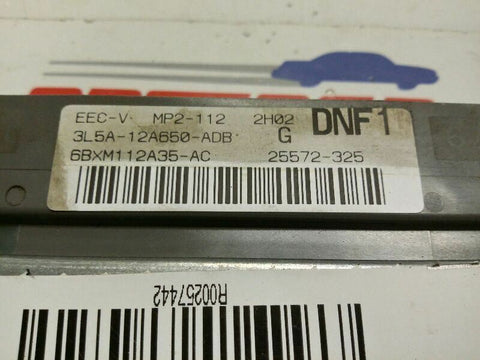 EEC-V MP2-112 2H02 DNF1
3L5A-12A650-ADB G
6BXM112A35-AC 25572-325
R00257442